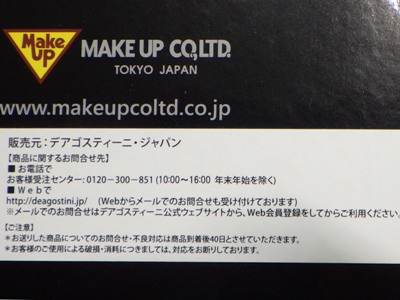 Make
Up
MAKE UP CO.,LTD.
TOKYO JAPAN
www.makeupcoltd.co.jp
販売元：デアゴスティーニ・ジャパン
【商品に関するお問合せ先】
■お電話で
お客様受注センター：0120－300－851（10:00～16:00 年末年始を除く）
■Webで
http://deagostini.jp/ （Webからメールでのお問合せも受け付けております）
※メールでのお問合せはデアゴスティーニ公式ウェブサイトから、Web会員登録をしてからご利用ください。
【ご注意】
*お送りした商品についてのお問合せ・不良対応は商品到着後40日とさせていただきます。
*お客様のご使用による破損・消耗につきましては、対応をお断りしております。